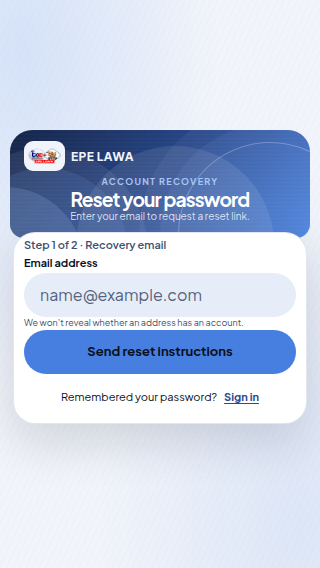 EPE LAWA
ACCOUNT RECOVERY
Reset your password
Enter your email to request a reset link.
Step 1 of 2 · Recovery email
Email address
name@example.com
We won't reveal whether an address has an account.
Send reset instructions
Remembered your password? Sign in